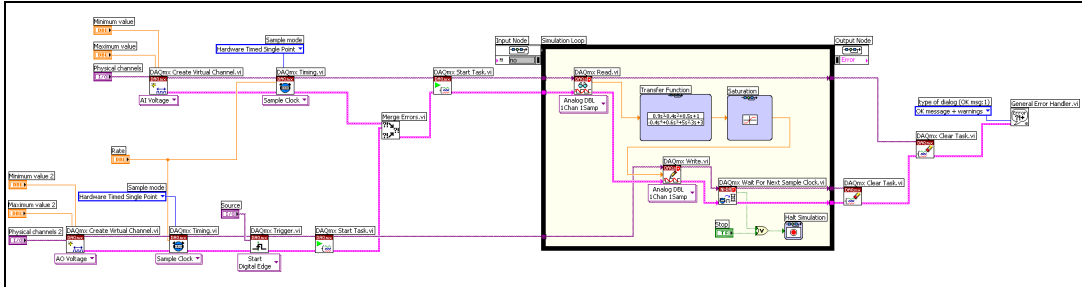 Minimum value
Maximum value
Physical channels
DAQmx Create Virtual Channel.vi
AI Voltage
Sample mode
Hardware Timed Single Point
DAQmx Timing.vi
Sample Clock
Merge Errors.vi
DAQmx Start Task.vi
Rate
Minimum value 2
Maximum value 2
Physical channels 2
DAQmx Create Virtual Channel.vi
AO Voltage
Sample mode
Hardware Timed Single Point
DAQmx Timing.vi
Sample Clock
Source
DAQmx Trigger.vi
Start
Digital Edge
DAQmx Start Task.vi
Input Node
no
Simulation Loop
DAQmx Read.vi
Analog DBL
1Chan 1Samp
Transfer Function
Saturation
DAQmx Write.vi
Analog DBL
1Chan 1Samp
DAQmx Wait For Next Sample Clock.vi
Stop
Halt Simulation
Output Node
Error
DAQmx Clear Task.vi
DAQmx Clear Task.vi
type of dialog (OK msg:1)
OK message + warnings
General Error Handler.vi